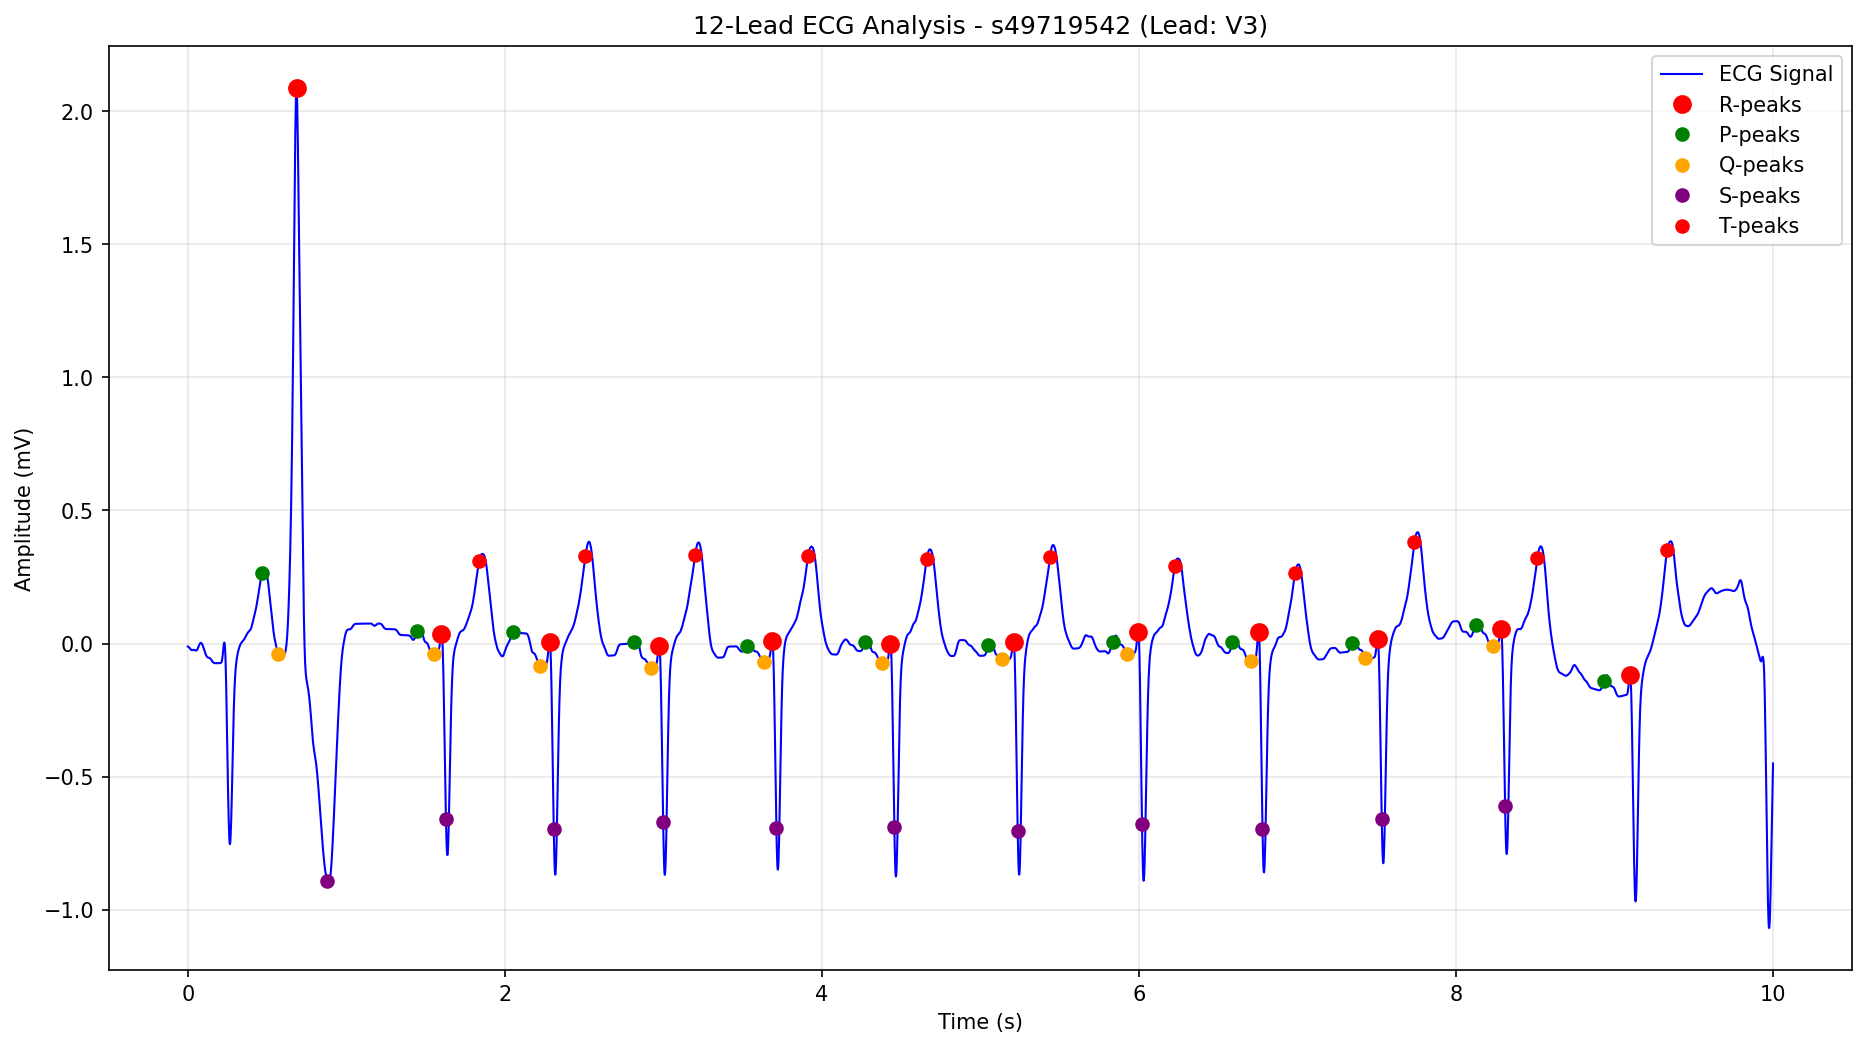 12-Lead ECG Analysis - s49719542 (Lead: V3)
ECG Signal
R-peaks
P-peaks
Q-peaks
S-peaks
T-peaks
Amplitude (mV)
2.0
1.5
1.0
0.5
0.0
−0.5
−1.0
0 2 4 6 8 10
Time (s)